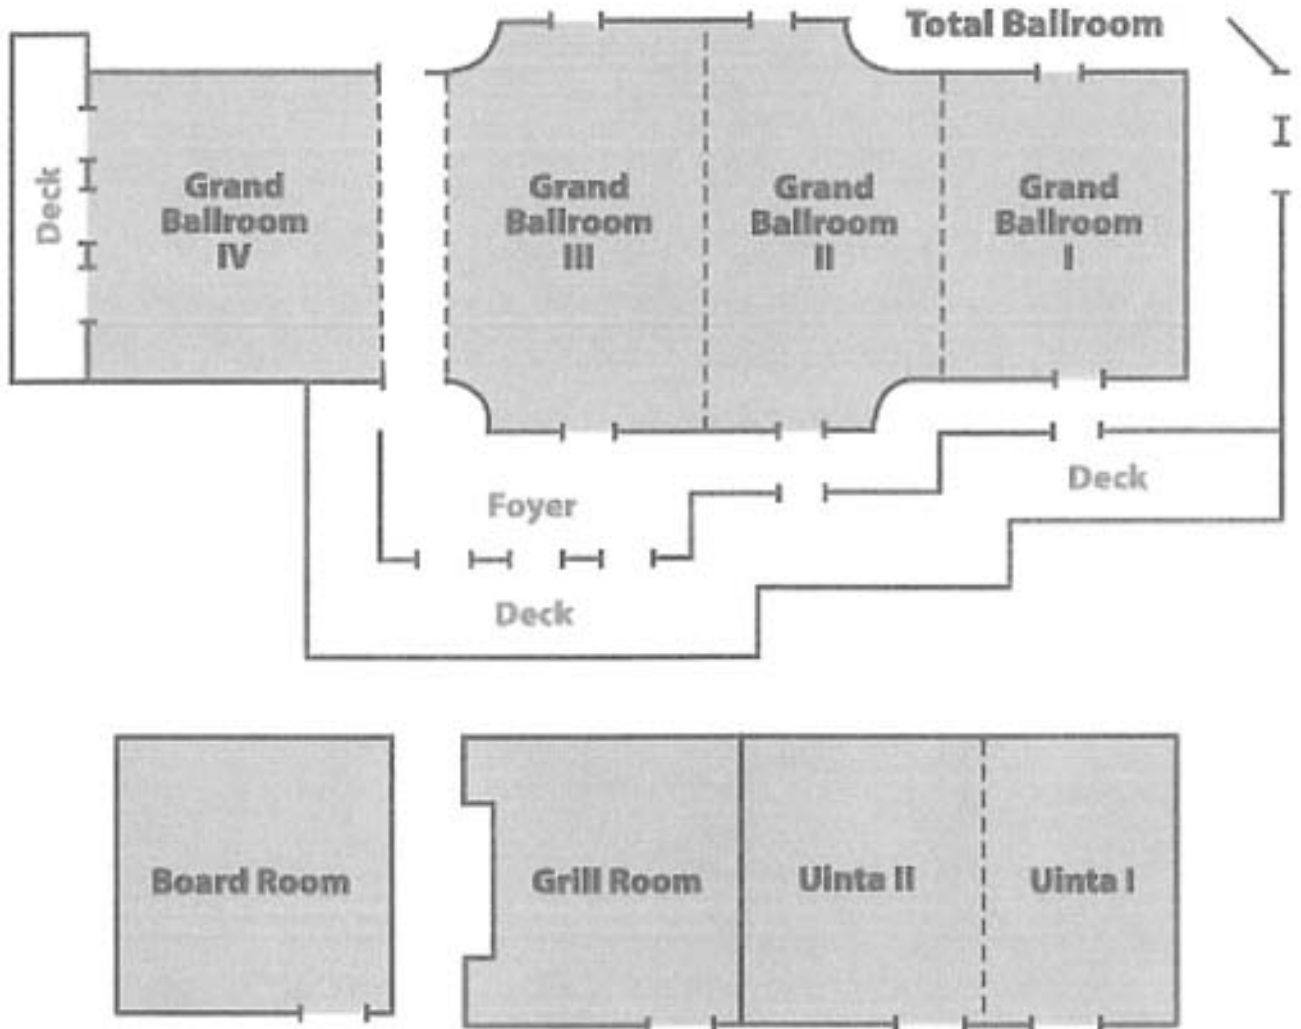 Total Ballroom
Deck
Grand
Ballroom
IV
Grand
Ballroom
III
Grand
Ballroom
II
Grand
Ballroom
I
Foyer
Deck
Deck
Board Room
Grill Room
Uinta II
Uinta I